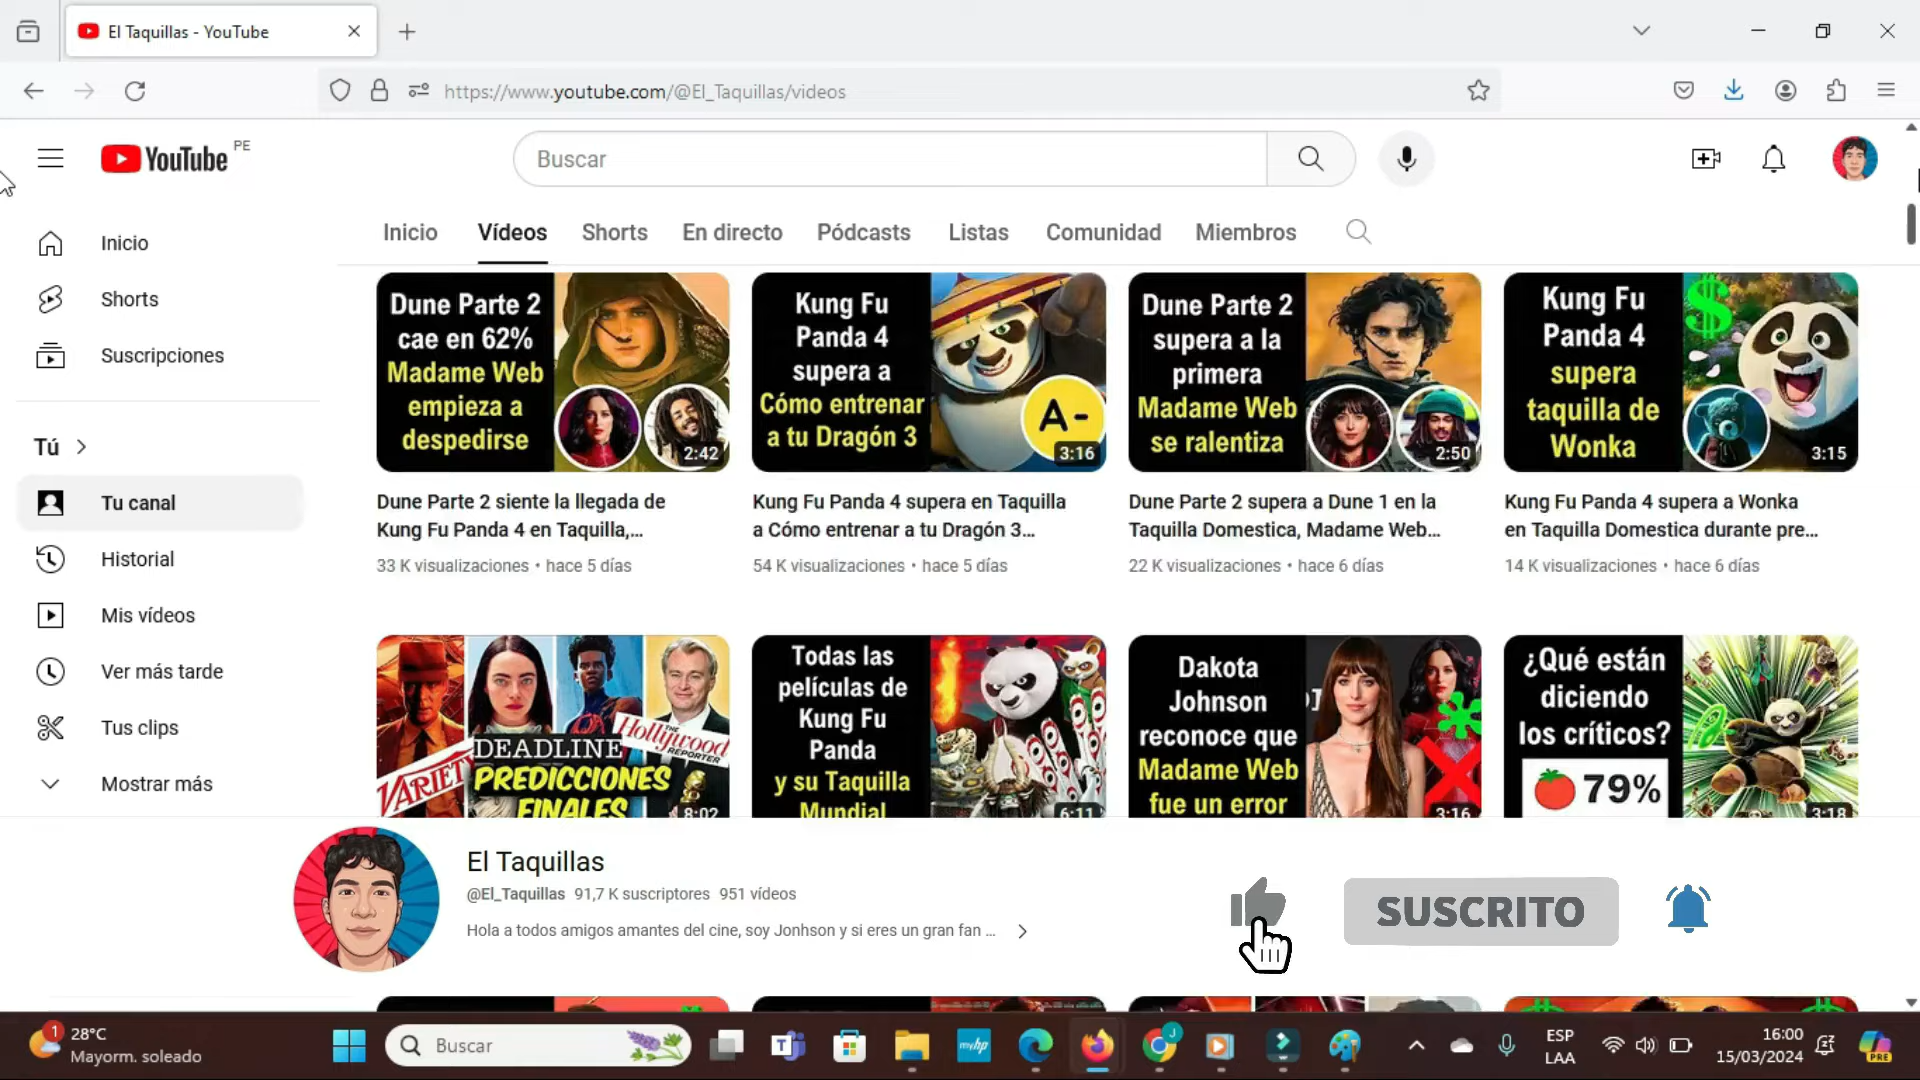 El Taquillas - YouTube
https://www.youtube.com/@El_Taquillas/videos
YouTube PE
Buscar
Inicio
Vídeos
Shorts
En directo
Pódcasts
Listas
Comunidad
Miembros
Inicio
Shorts
Suscripciones
Tú
Tu canal
Historial
Mis vídeos
Ver más tarde
Tus clips
Mostrar más
Dune Parte 2
cae en 62%
Madame Web
empieza a
despedirse
2:42
Dune Parte 2 siente la llegada de
Kung Fu Panda 4 en Taquilla,...
33 K visualizaciones • hace 5 días
Kung Fu
Panda 4
supera a
Cómo entrenar
a tu Dragón 3
A-
3:16
Kung Fu Panda 4 supera en Taquilla
a Cómo entrenar a tu Dragón 3...
54 K visualizaciones • hace 5 días
Dune Parte 2
supera a la
primera
Madame Web
se ralentiza
2:50
Dune Parte 2 supera a Dune 1 en la
Taquilla Domestica, Madame Web...
22 K visualizaciones • hace 6 días
Kung Fu
Panda 4
supera
taquilla de
Wonka
$
3:15
Kung Fu Panda 4 supera a Wonka
en Taquilla Domestica durante pre...
14 K visualizaciones • hace 6 días
VARIETY
DEADLINE
THE Hollywood
REPORTER
PREDICCIONES
FINALES
8:02
Todas las
películas de
Kung Fu
Panda
y su Taquilla
Mundial
6:11
Dakota
Johnson
reconoce que
Madame Web
fue un error
3:16
¿Qué están
diciendo
los críticos?
79%
3:18
El Taquillas
@El_Taquillas 91,7 K suscriptores 951 vídeos
Hola a todos amigos amantes del cine, soy Jonhson y si eres un gran fan ...
SUSCRITO
1
28°C
Mayorm. soleado
Buscar
myhp
J
ESP
LAA
16:00
15/03/2024
PRE